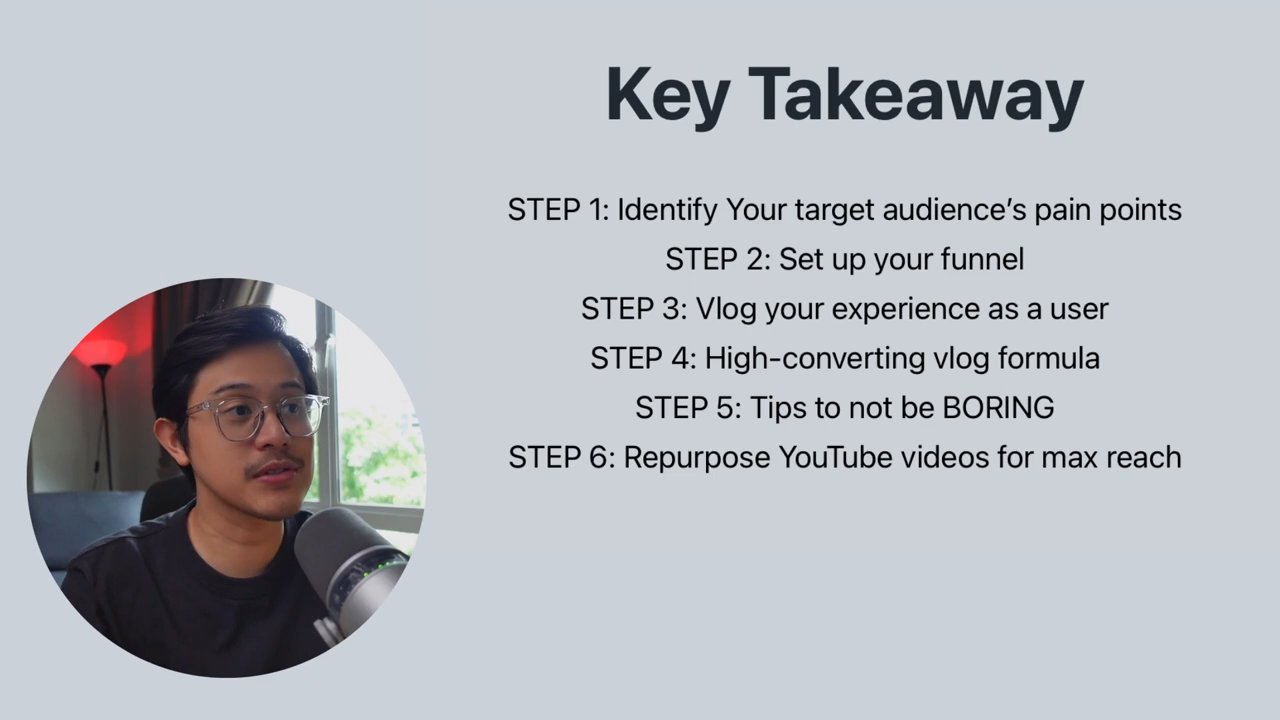 Key Takeaway
STEP 1: Identify Your target audience’s pain points
STEP 2: Set up your funnel
STEP 3: Vlog your experience as a user
STEP 4: High-converting vlog formula
STEP 5: Tips to not be BORING
STEP 6: Repurpose YouTube videos for max reach